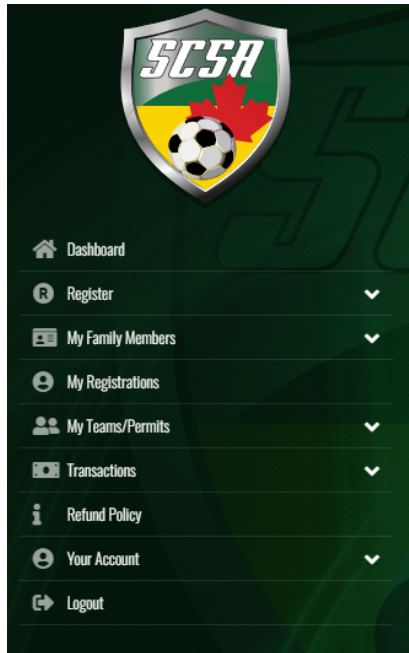 SCSA
Dashboard
R Register
My Family Members
My Registrations
My Teams/Permits
Transactions
Refund Policy
Your Account
Logout